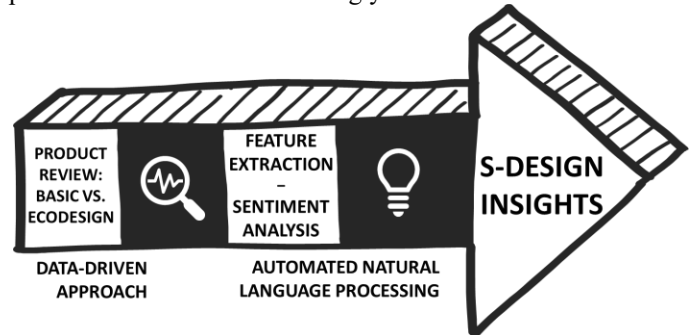 PRODUCT
REVIEW:
BASIC VS.
ECODESIGN
FEATURE
EXTRACTION
–
SENTIMENT
ANALYSIS
S-DESIGN
INSIGHTS
DATA-DRIVEN
APPROACH
AUTOMATED NATURAL
LANGUAGE PROCESSING